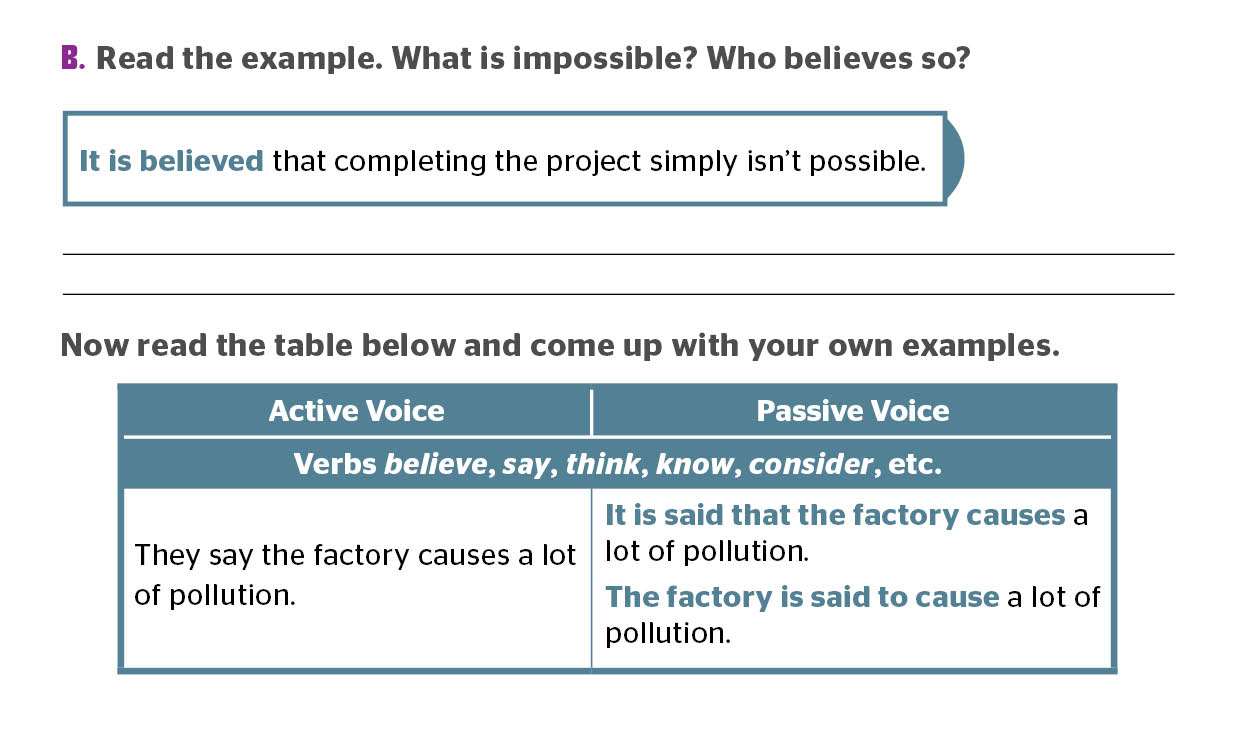 B. Read the example. What is impossible? Who believes so?
It is believed that completing the project simply isn’t possible.
Now read the table below and come up with your own examples.
Active Voice
Passive Voice
Verbs believe, say, think, know, consider, etc.
They say the factory causes a lot
of pollution.
It is said that the factory causes a
lot of pollution.
The factory is said to cause a lot of
pollution.